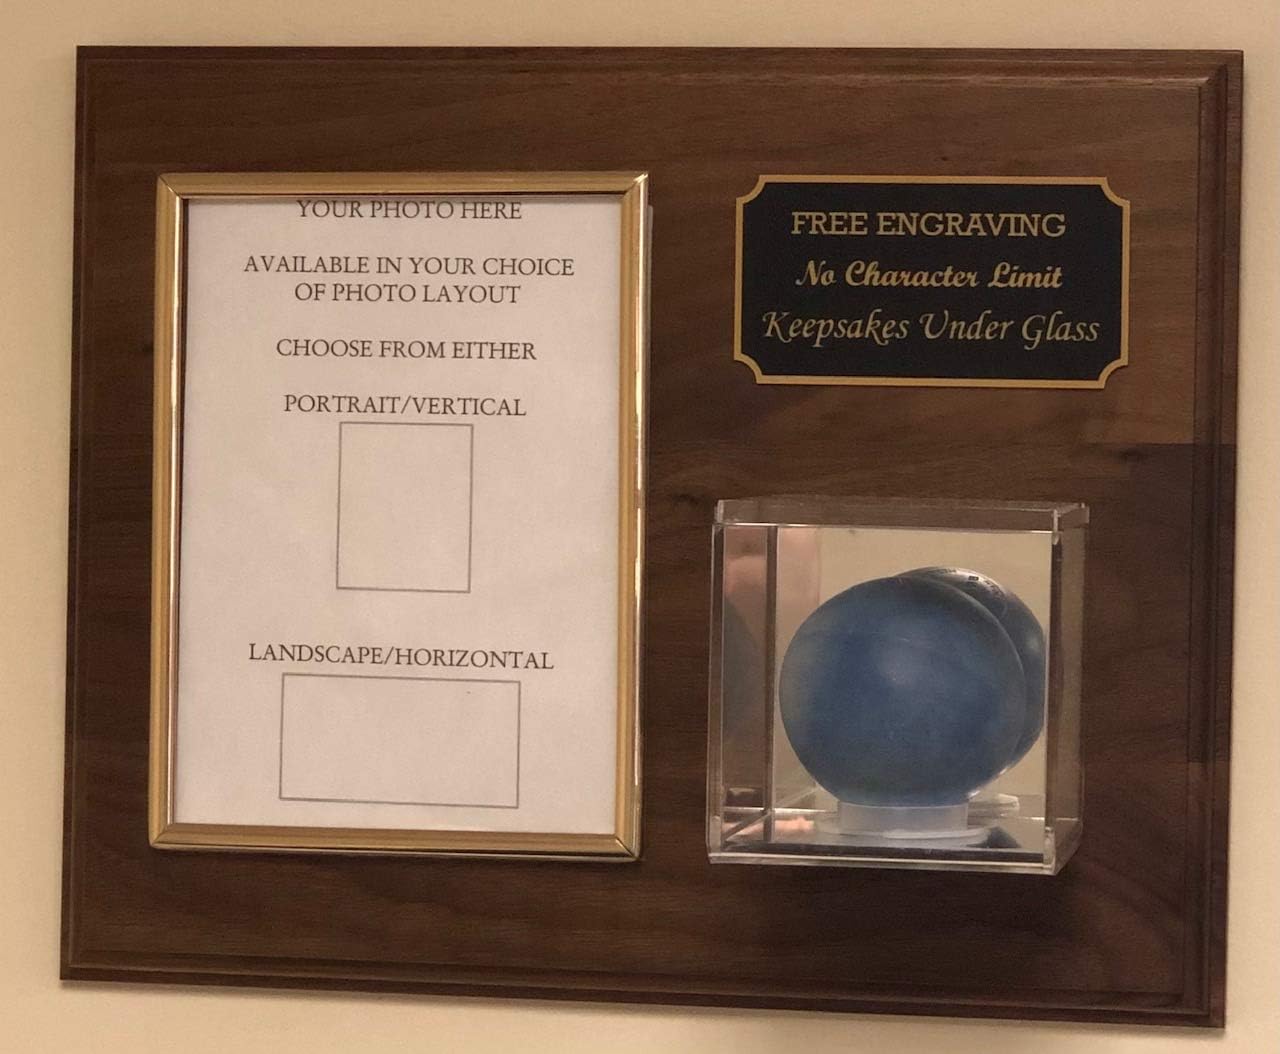 YOUR PHOTO HERE
AVAILABLE IN YOUR CHOICE
OF PHOTO LAYOUT
CHOOSE FROM EITHER
PORTRAIT/VERTICAL
LANDSCAPE/HORIZONTAL
FREE ENGRAVING
No Character Limit
Keepsakes Under Glass